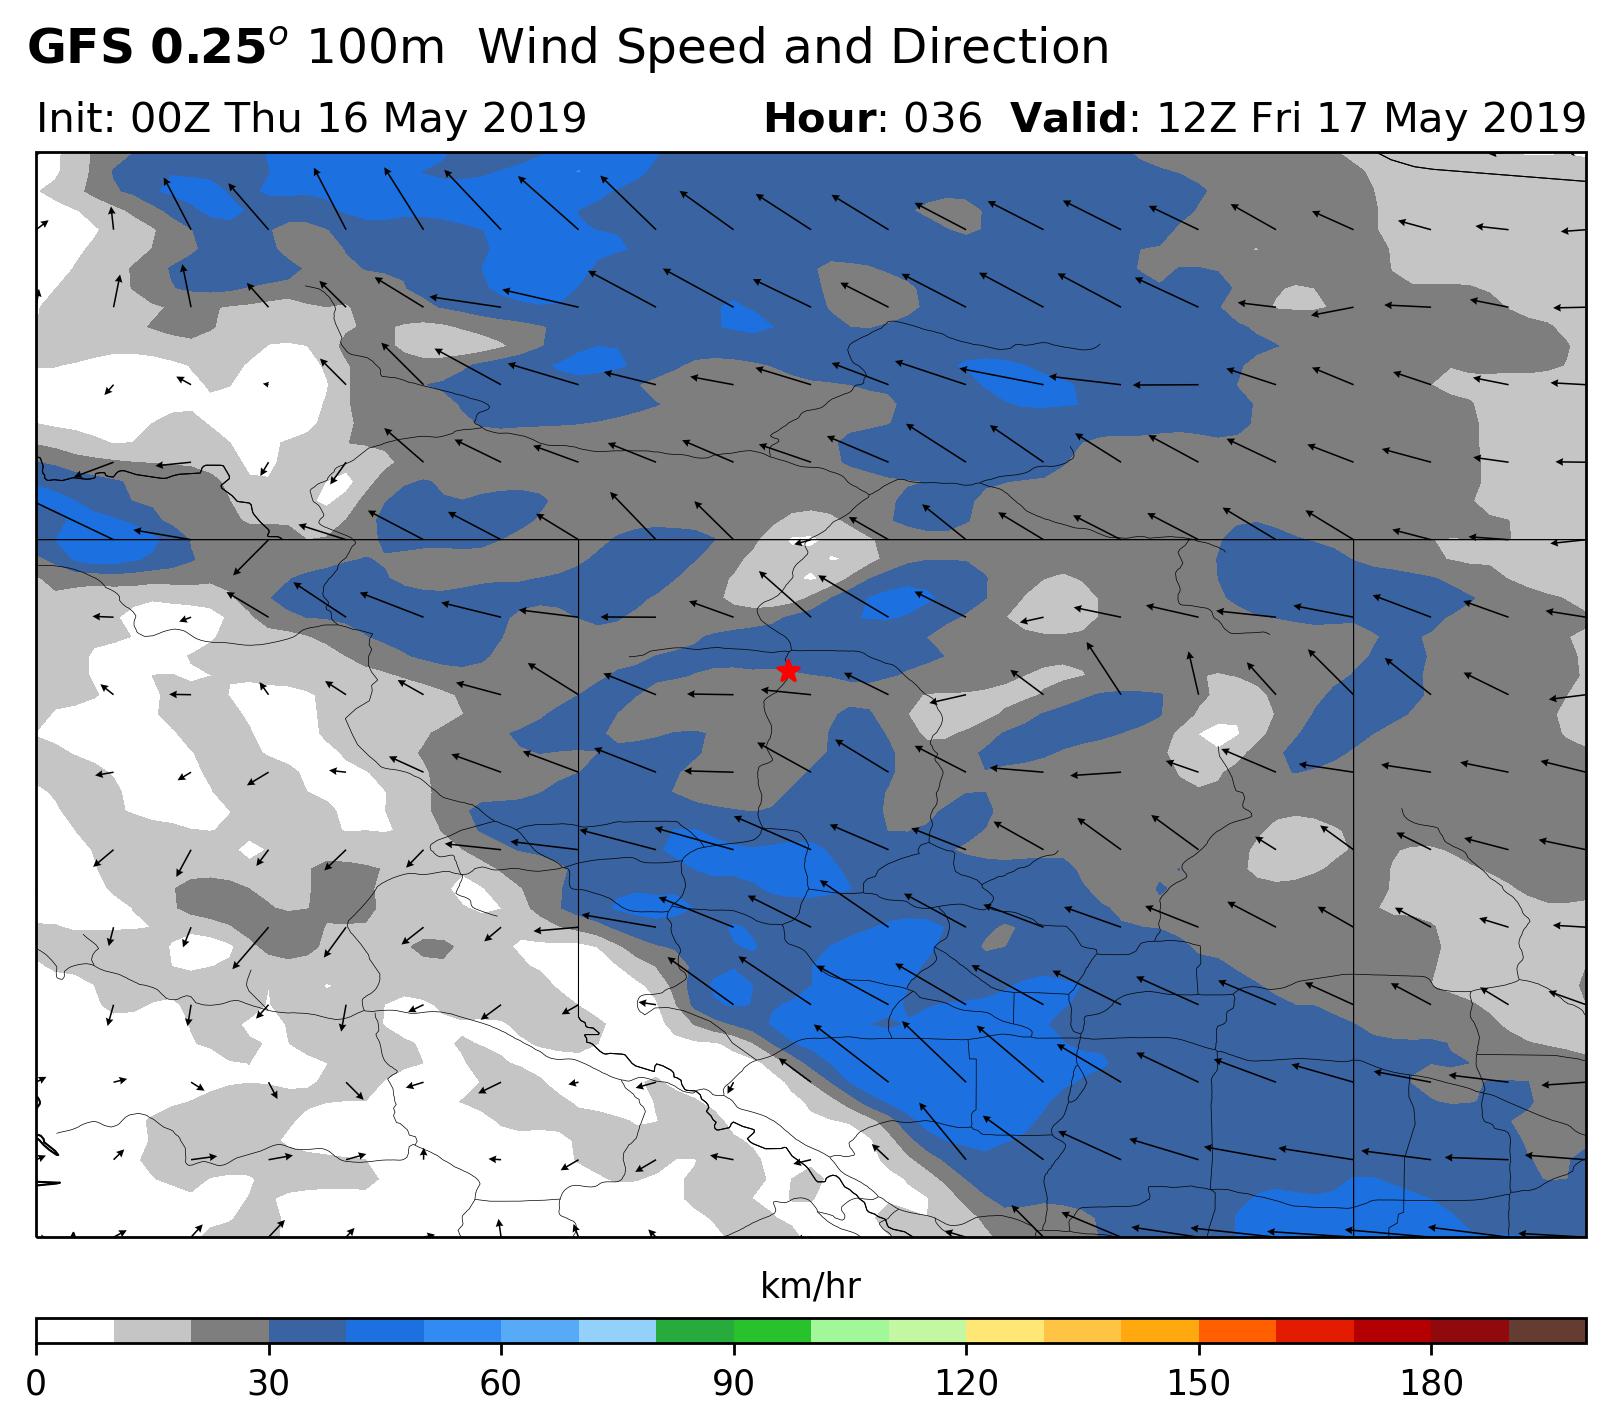 GFS 0.25° 100m Wind Speed and Direction
Init: 00Z Thu 16 May 2019 Hour: 036 Valid: 12Z Fri 17 May 2019
km/hr
0 30 60 90 120 150 180